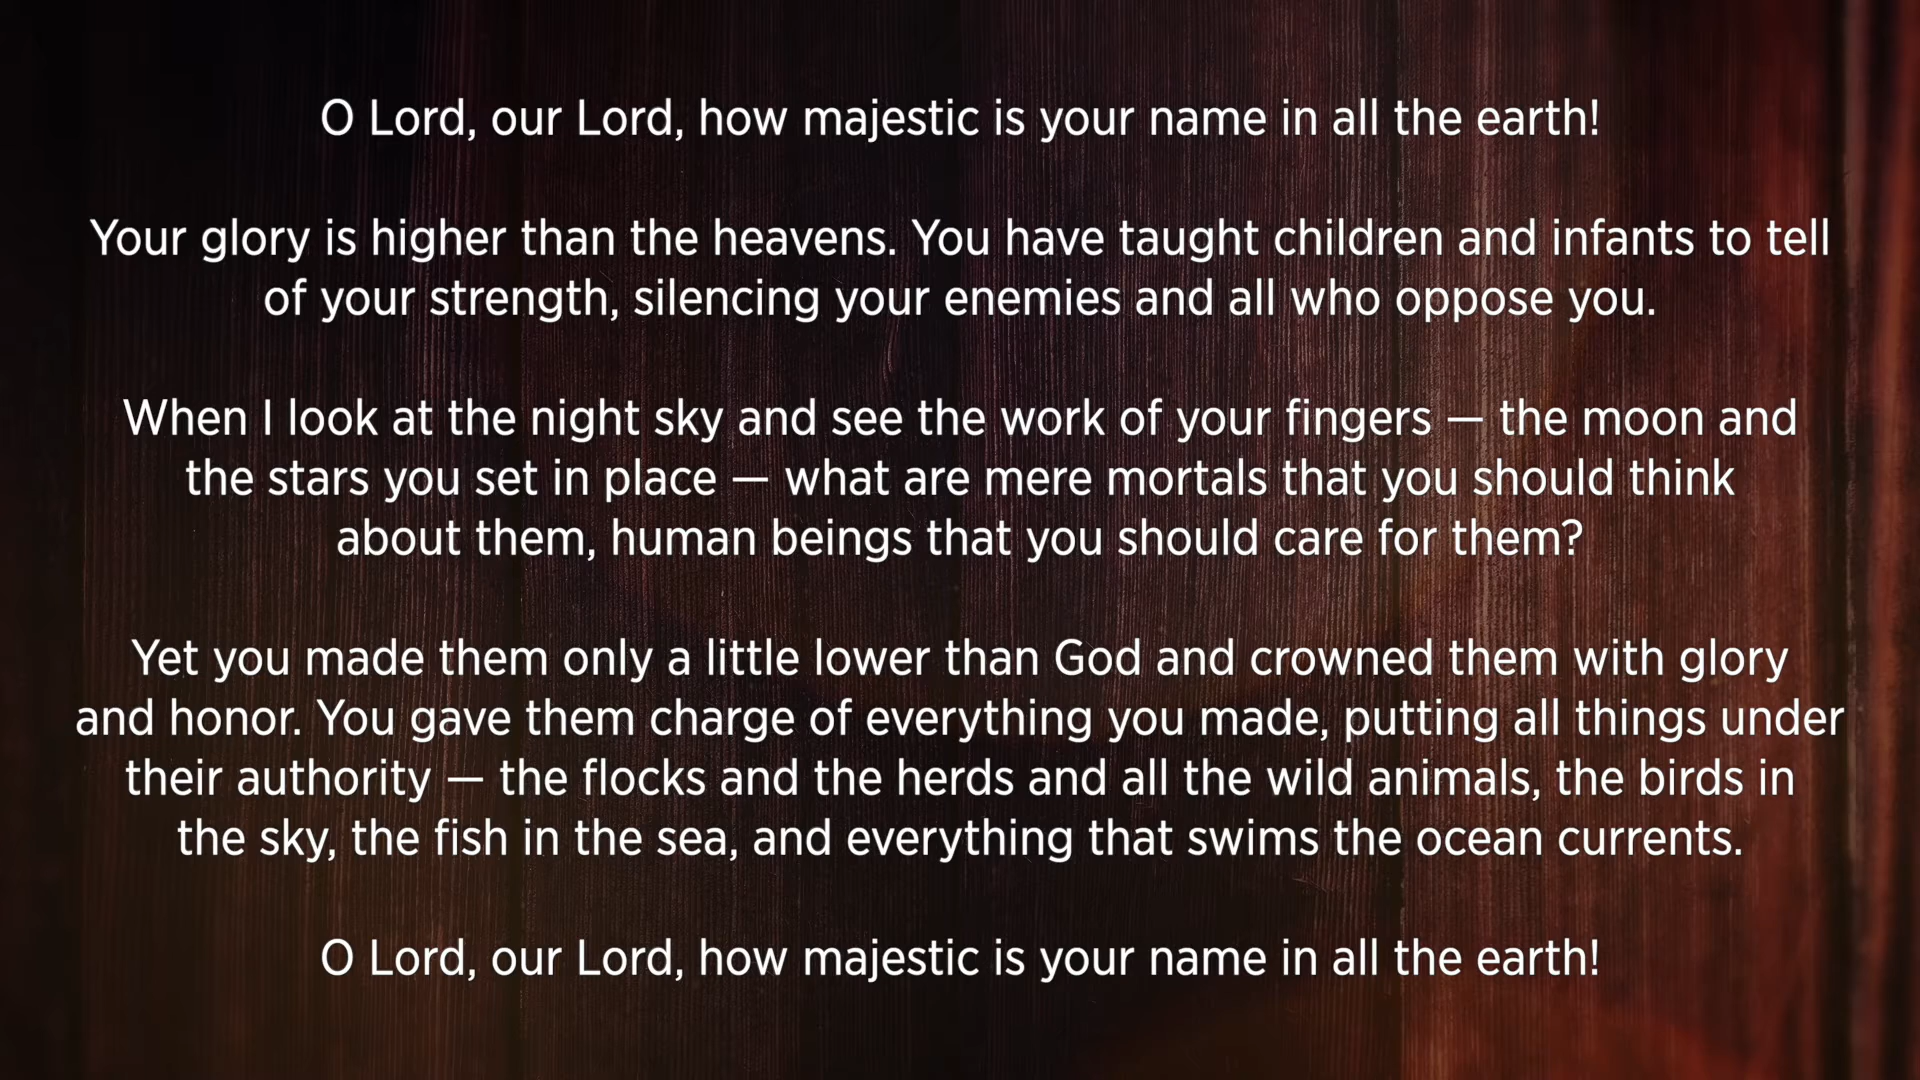 O Lord, our Lord, how majestic is your name in all the earth!
Your glory is higher than the heavens. You have taught children and infants to tell
of your strength, silencing your enemies and all who oppose you.
When I look at the night sky and see the work of your fingers — the moon and
the stars you set in place — what are mere mortals that you should think
about them, human beings that you should care for them?
Yet you made them only a little lower than God and crowned them with glory
and honor. You gave them charge of everything you made, putting all things under
their authority — the flocks and the herds and all the wild animals, the birds in
the sky, the fish in the sea, and everything that swims the ocean currents.
O Lord, our Lord, how majestic is your name in all the earth!